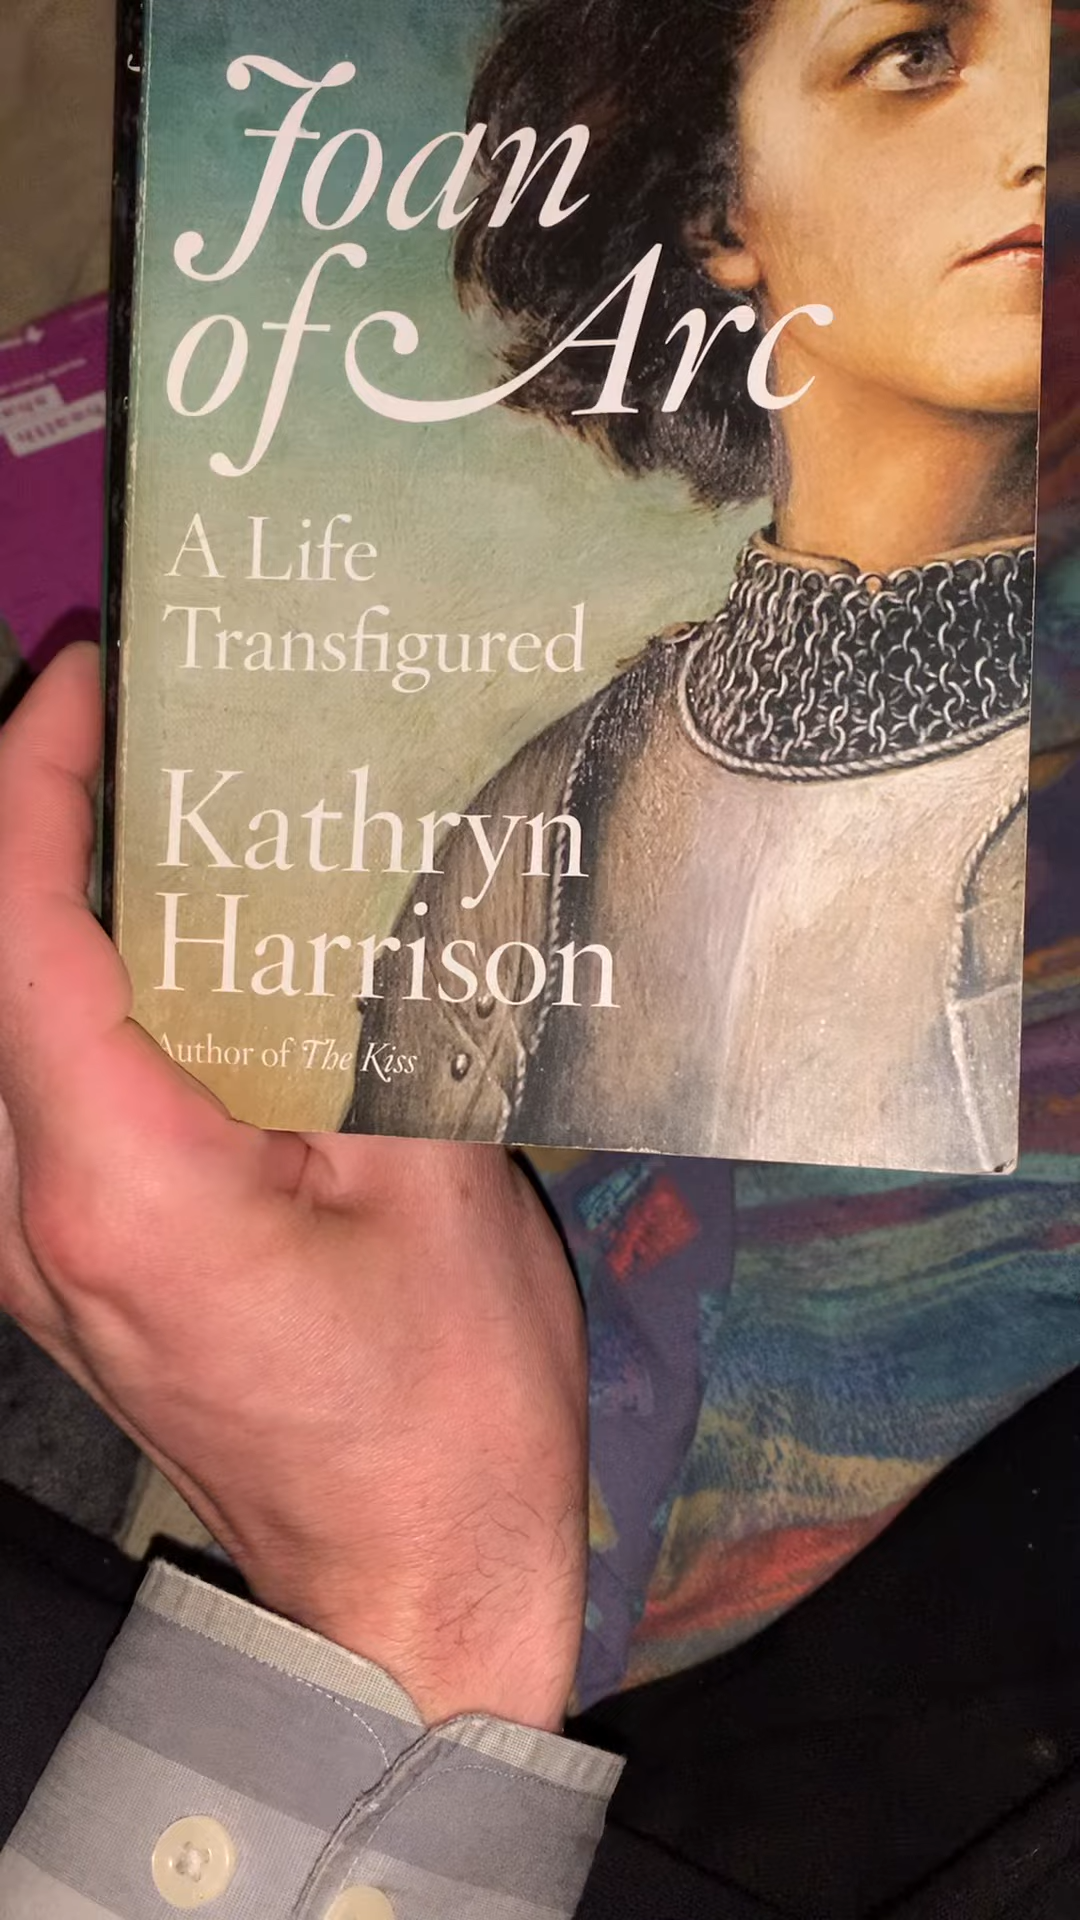 Joan
of Arc
A Life
Transfigured
Kathryn
Harrison
Author of The Kiss